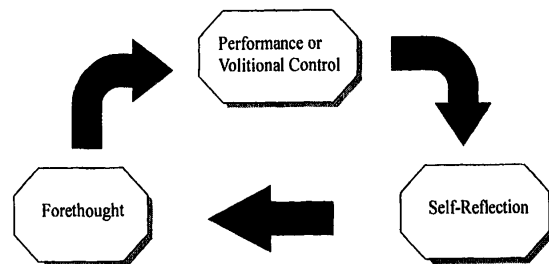 Performance or
Volitional Control
Forethought
Self-Reflection